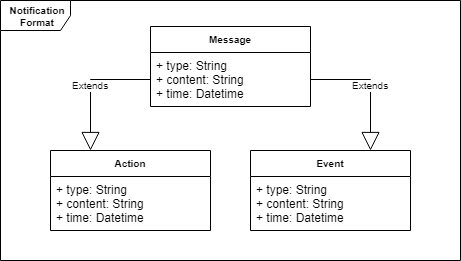 Notification
Format
Message
+ type: String
+ content: String
+ time: Datetime
Extends
Extends
Action
+ type: String
+ content: String
+ time: Datetime
Event
+ type: String
+ content: String
+ time: Datetime